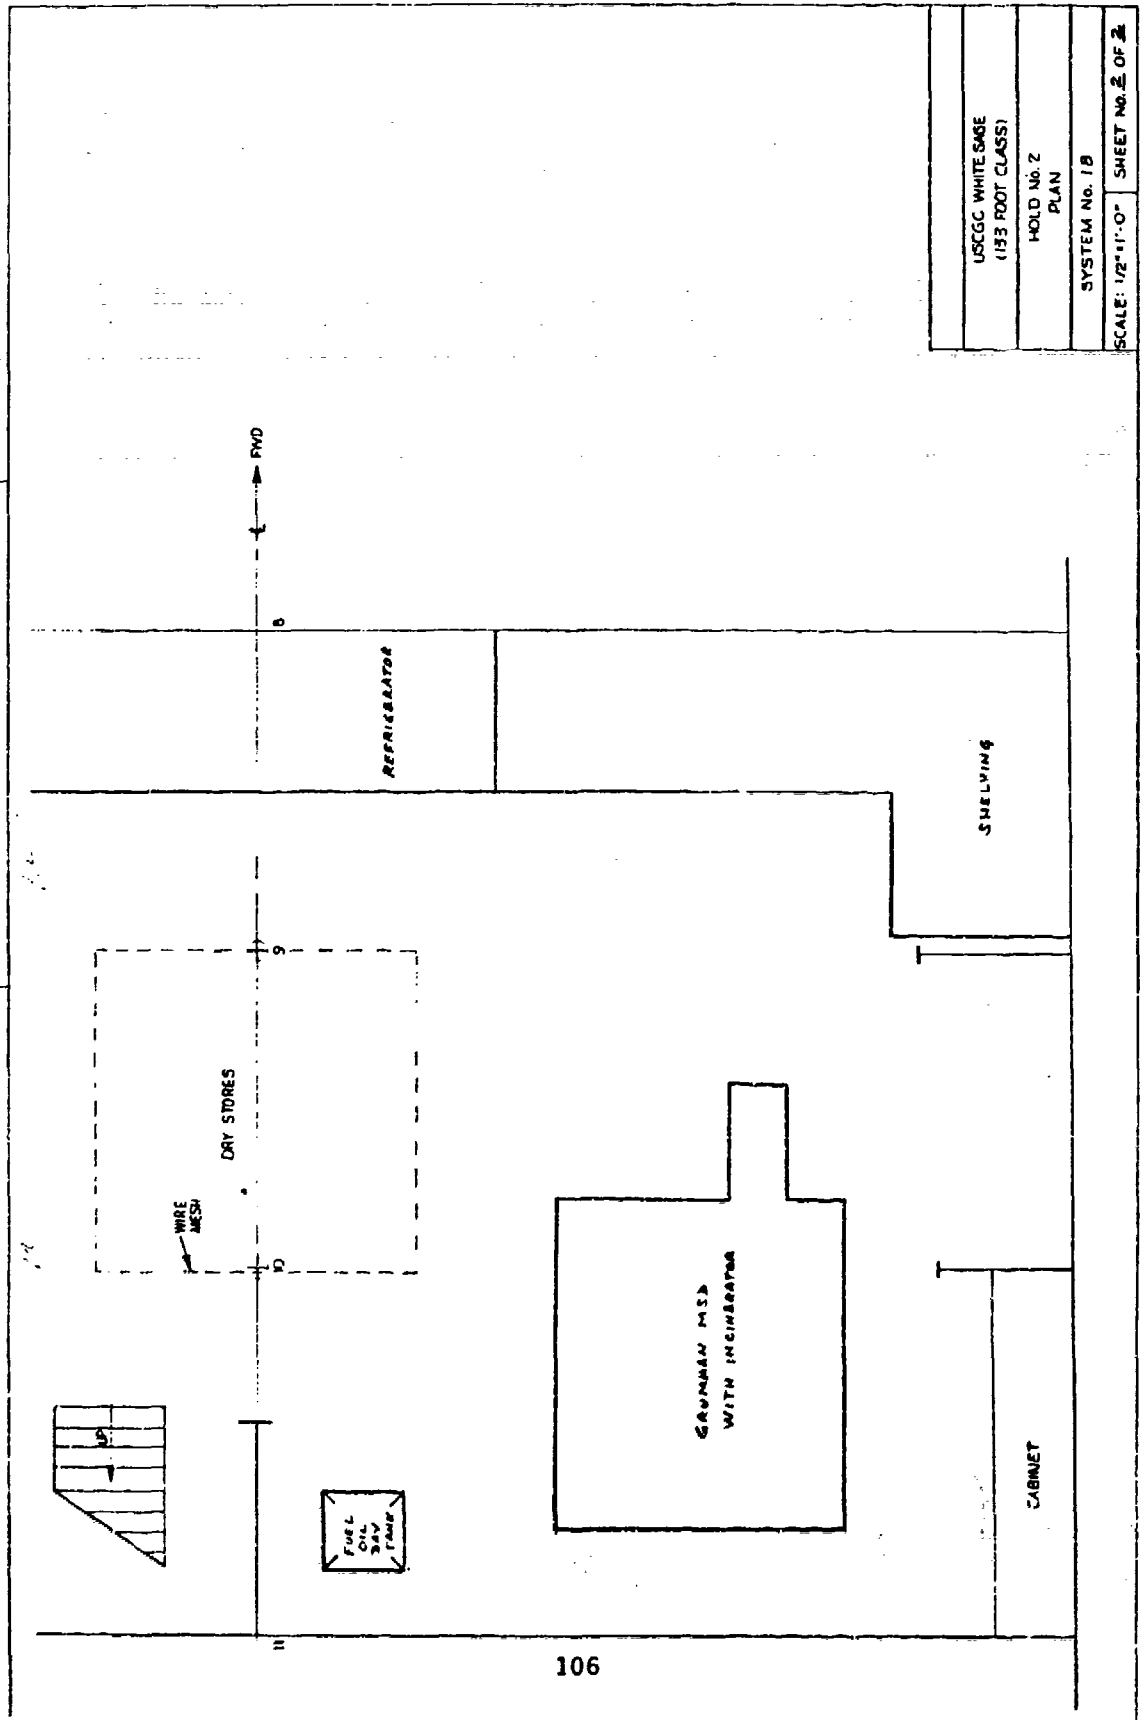 UP
WIRE
MESH
DRY STORES
11
10
9
8
℄
FWD
FUEL
OIL
DAY
TANK
REFRIGERATOR
GRUMMAN MSD
WITH INCINERATOR
CABINET
SHELVING
USCGC WHITE SAGE
(133 FOOT CLASS)
HOLD No. 2
PLAN
SYSTEM No. 1B
SCALE: 1/2"=1'-0"
SHEET NO. 2 OF 2
106